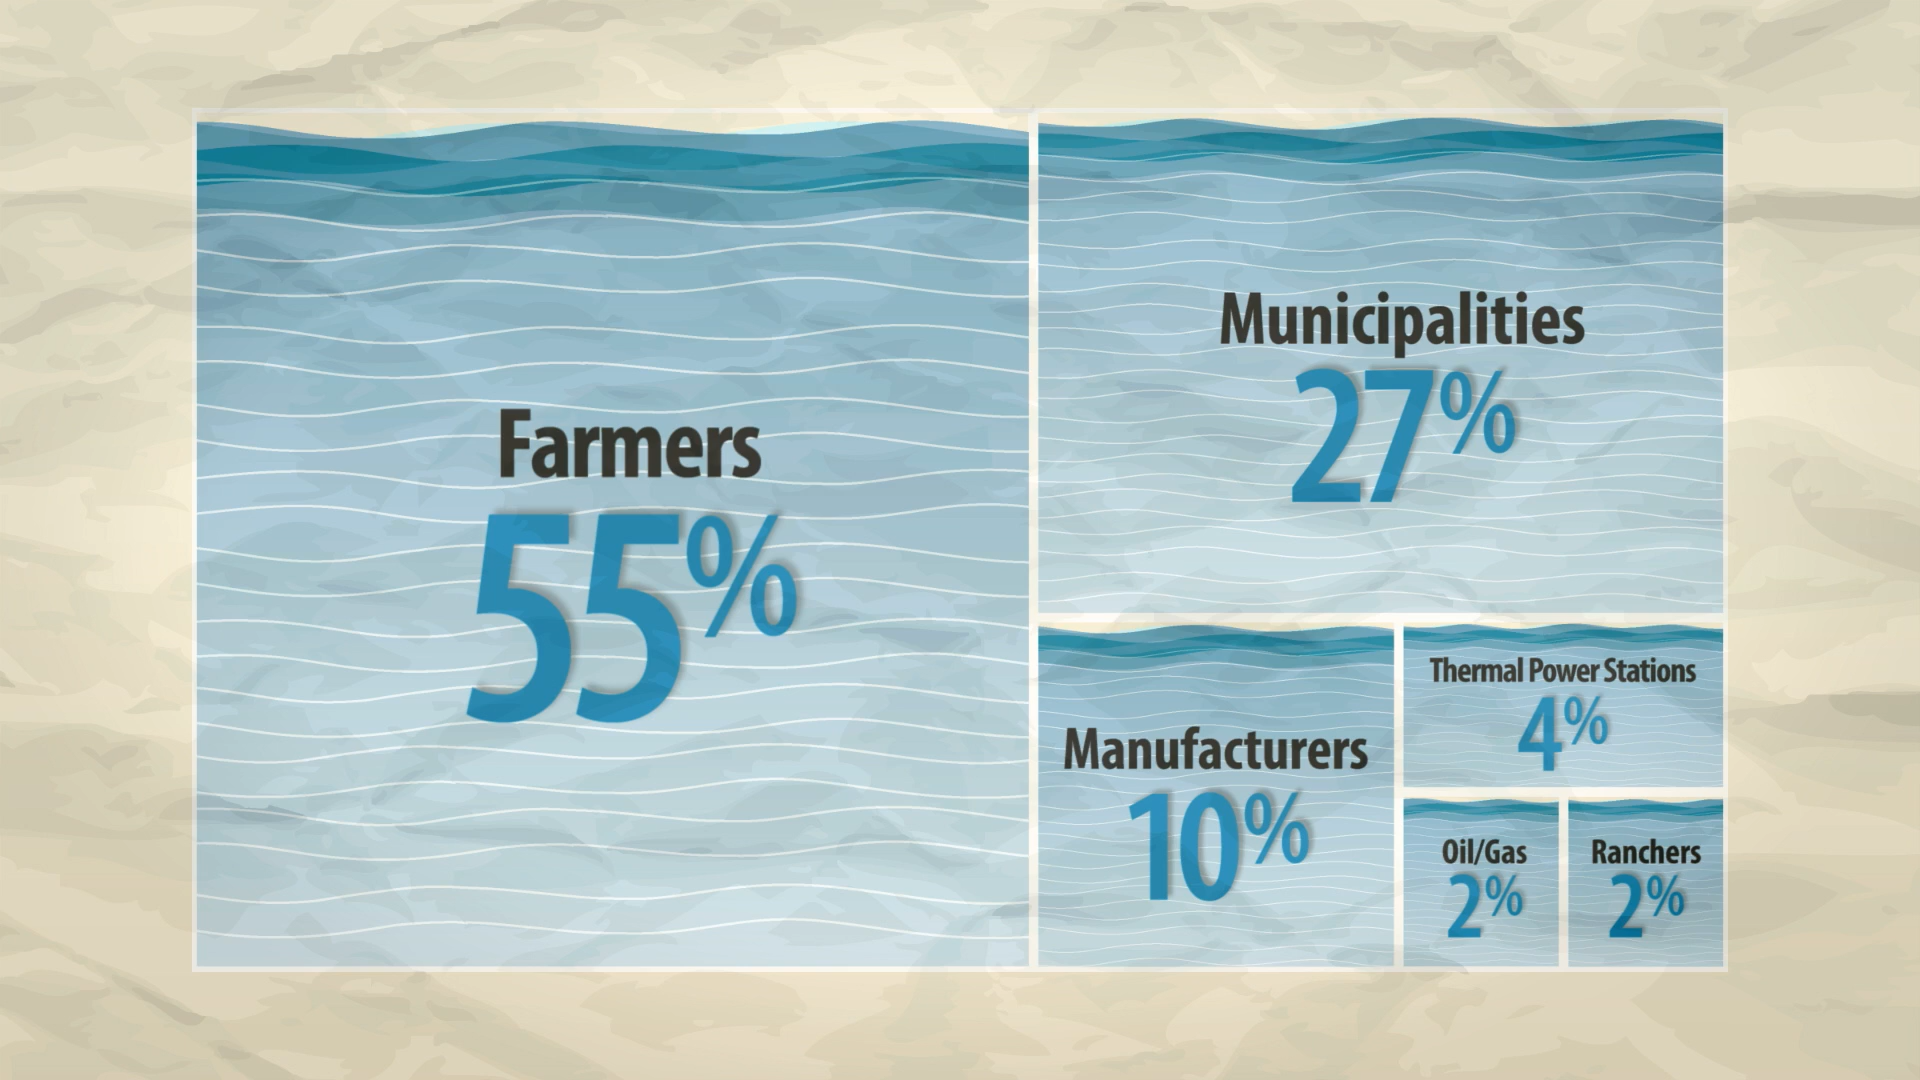 Farmers
55%
Municipalities
27%
Manufacturers
10%
Thermal Power Stations
4%
Oil/Gas
2%
Ranchers
2%